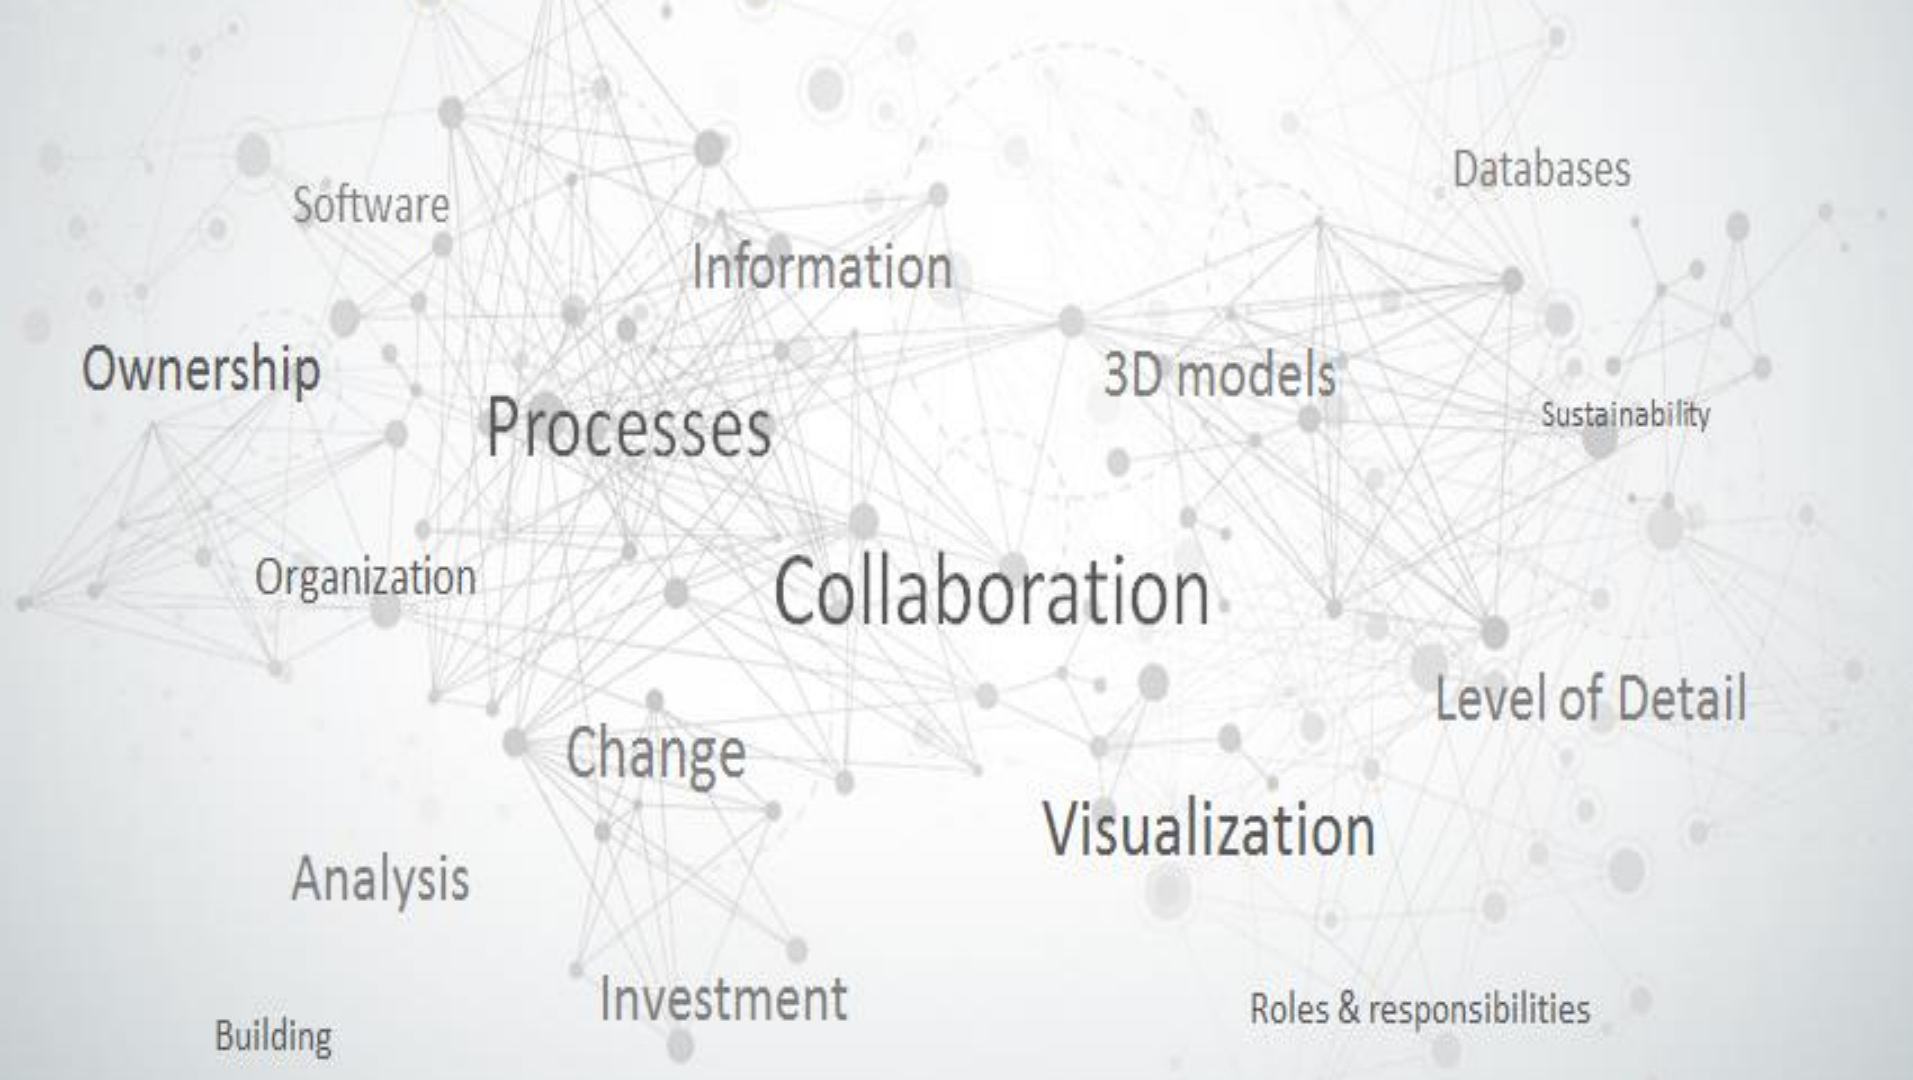 Databases
Software
Information
Ownership
3D models
Sustainability
Processes
Organization
Collaboration
Level of Detail
Change
Visualization
Analysis
Investment
Roles & responsibilities
Building